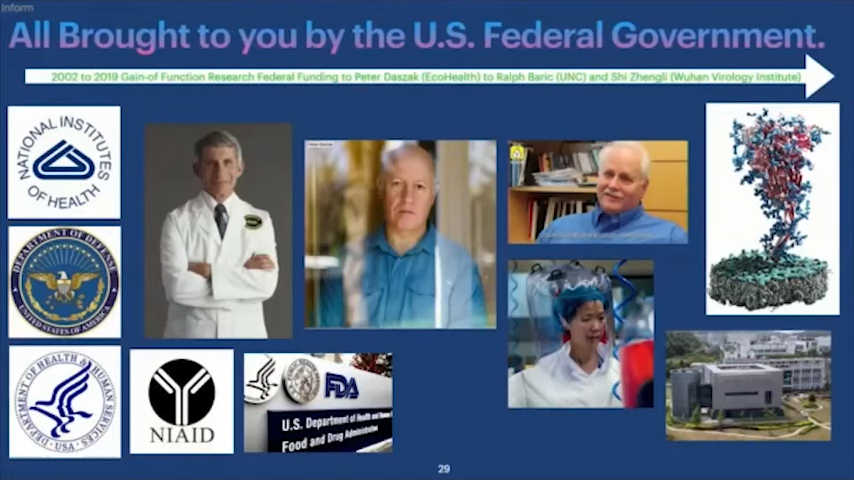 Inform
All Brought to you by the U.S. Federal Government.
2002 to 2019 Gain-of Function Research Federal Funding to Peter Daszak (EcoHealth) to Ralph Baric (UNC) and Shi Zhengli (Wuhan Virology Institute)
NATIONAL INSTITUTES
OF HEALTH
DEPARTMENT OF DEFENSE
UNITED STATES OF AMERICA
DEPARTMENT OF HEALTH & HUMAN SERVICES • USA
NIAID
FDA
U.S. Department of Health and Human
Food and Drug Administration
29